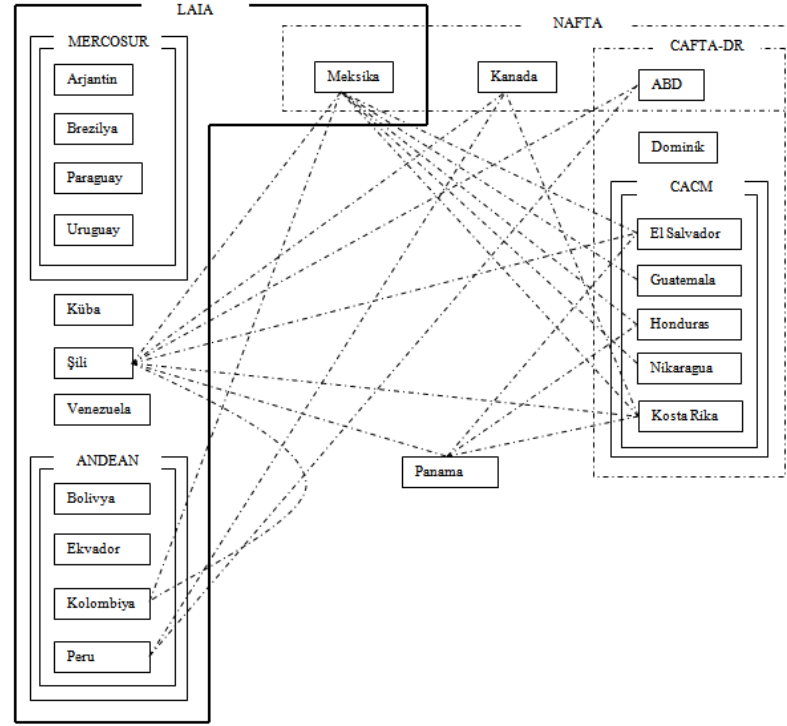 LAIA
NAFTA
MERCOSUR
CAFTA-DR
Arjantin
Meksika
Kanada
ABD
Brezilya
Dominik
Paraguay
CACM
Uruguay
El Salvador
Guatemala
Küba
Honduras
Şili
Nikaragua
Venezuela
Kosta Rika
ANDEAN
Panama
Bolivya
Ekvador
Kolombiya
Peru